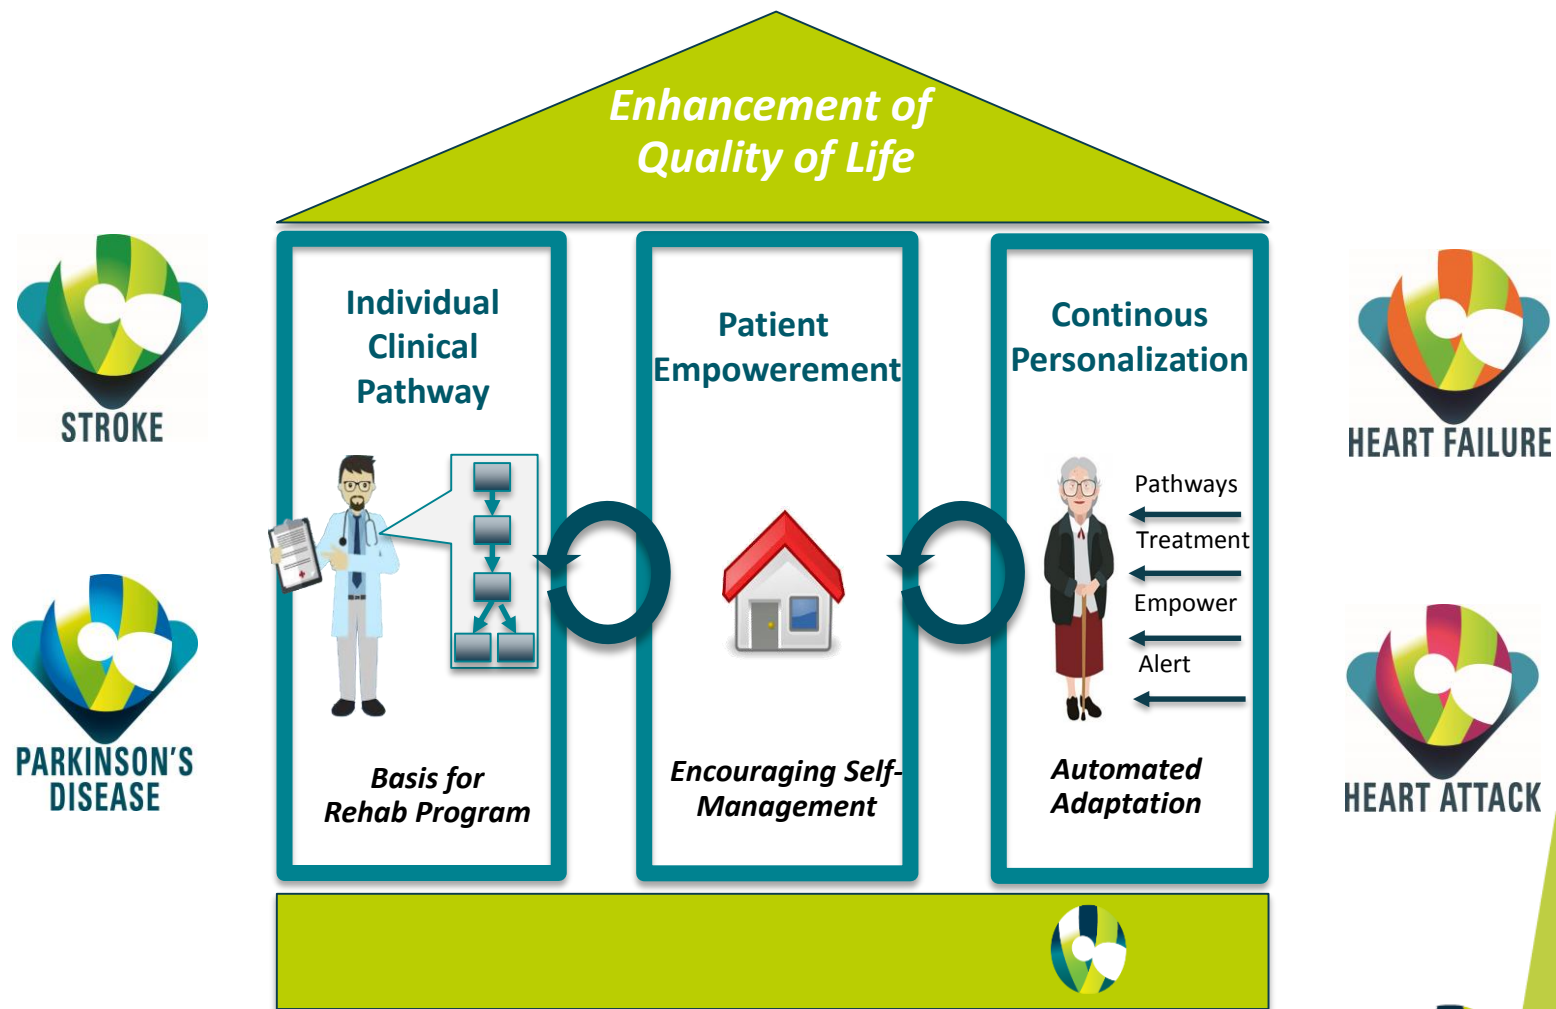 Enhancement of
Quality of Life
STROKE
PARKINSON'S
DISEASE
Individual
Clinical
Pathway
Basis for
Rehab Program
Patient
Empowerement
Encouraging Self-
Management
Continous
Personalization
Pathways
Treatment
Empower
Alert
Automated
Adaptation
HEART FAILURE
HEART ATTACK